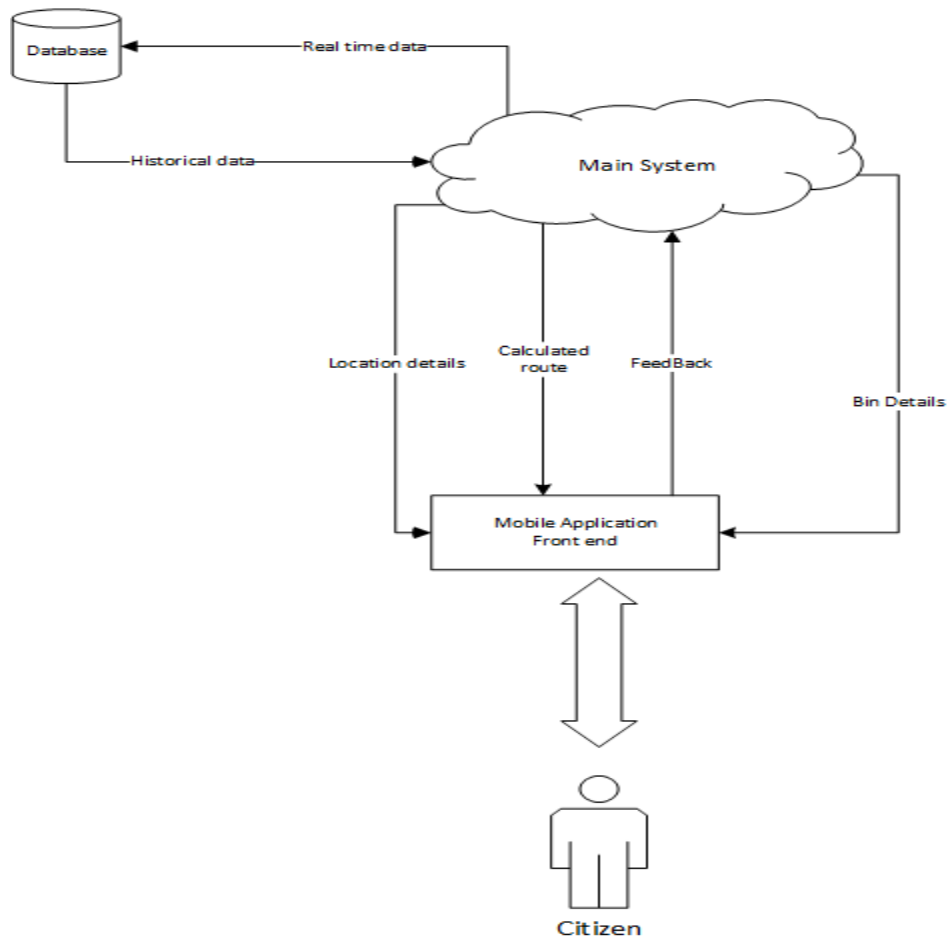 Real time data
Database
Historical data
Main System
Location details
Calculated
route
FeedBack
Bin Details
Mobile Application
Front end
Citizen